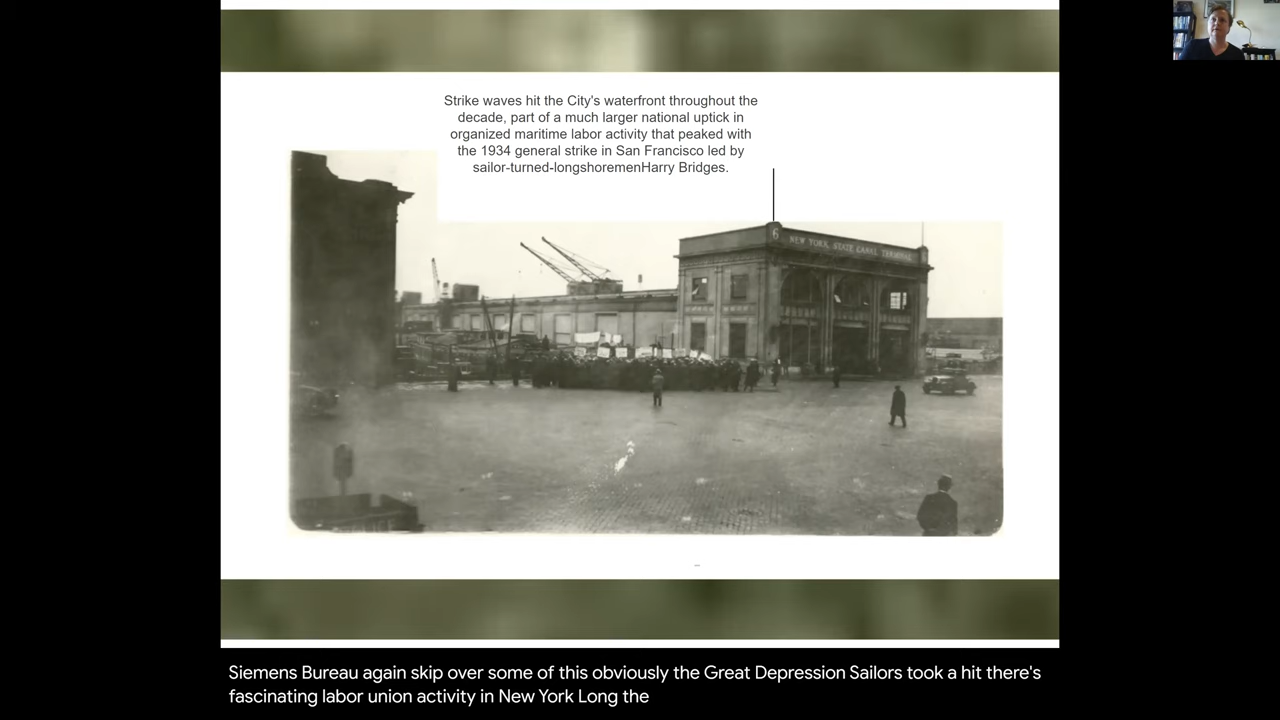 Strike waves hit the City's waterfront throughout the
decade, part of a much larger national uptick in
organized maritime labor activity that peaked with
the 1934 general strike in San Francisco led by
sailor-turned-longshoremenHarry Bridges.
6 NEW YORK STATE CANAL TERMINAL
Siemens Bureau again skip over some of this obviously the Great Depression Sailors took a hit there's
fascinating labor union activity in New York Long the